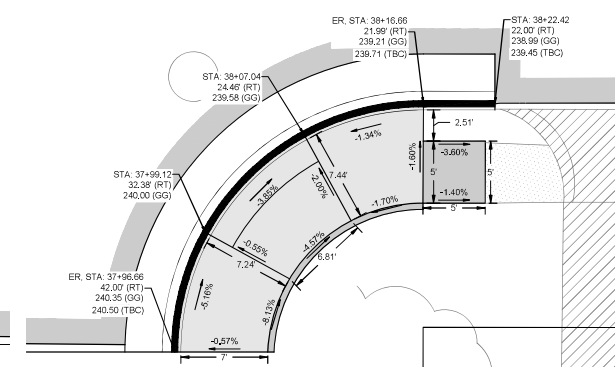 ER, STA: 38+16.66
21.99' (RT)
239.21 (GG)
239.71 (TBC)
STA: 38+22.42
22.00' (RT)
238.99 (GG)
239.45 (TBC)
STA: 38+07.04
24.46' (RT)
239.58 (GG)
2.51'
-1.34%
-1.60%
-3.60%
5'
5'
-1.40%
5'
7.44'
-2.00%
-1.70%
STA: 37+99.12
32.38' (RT)
240.00 (GG)
-3.85%
-0.55%
7.24'
-4.57%
6.81'
ER, STA: 37+96.66
42.00' (RT)
240.35 (GG)
240.50 (TBC)
-5.16%
-8.13%
-0.57%
7'